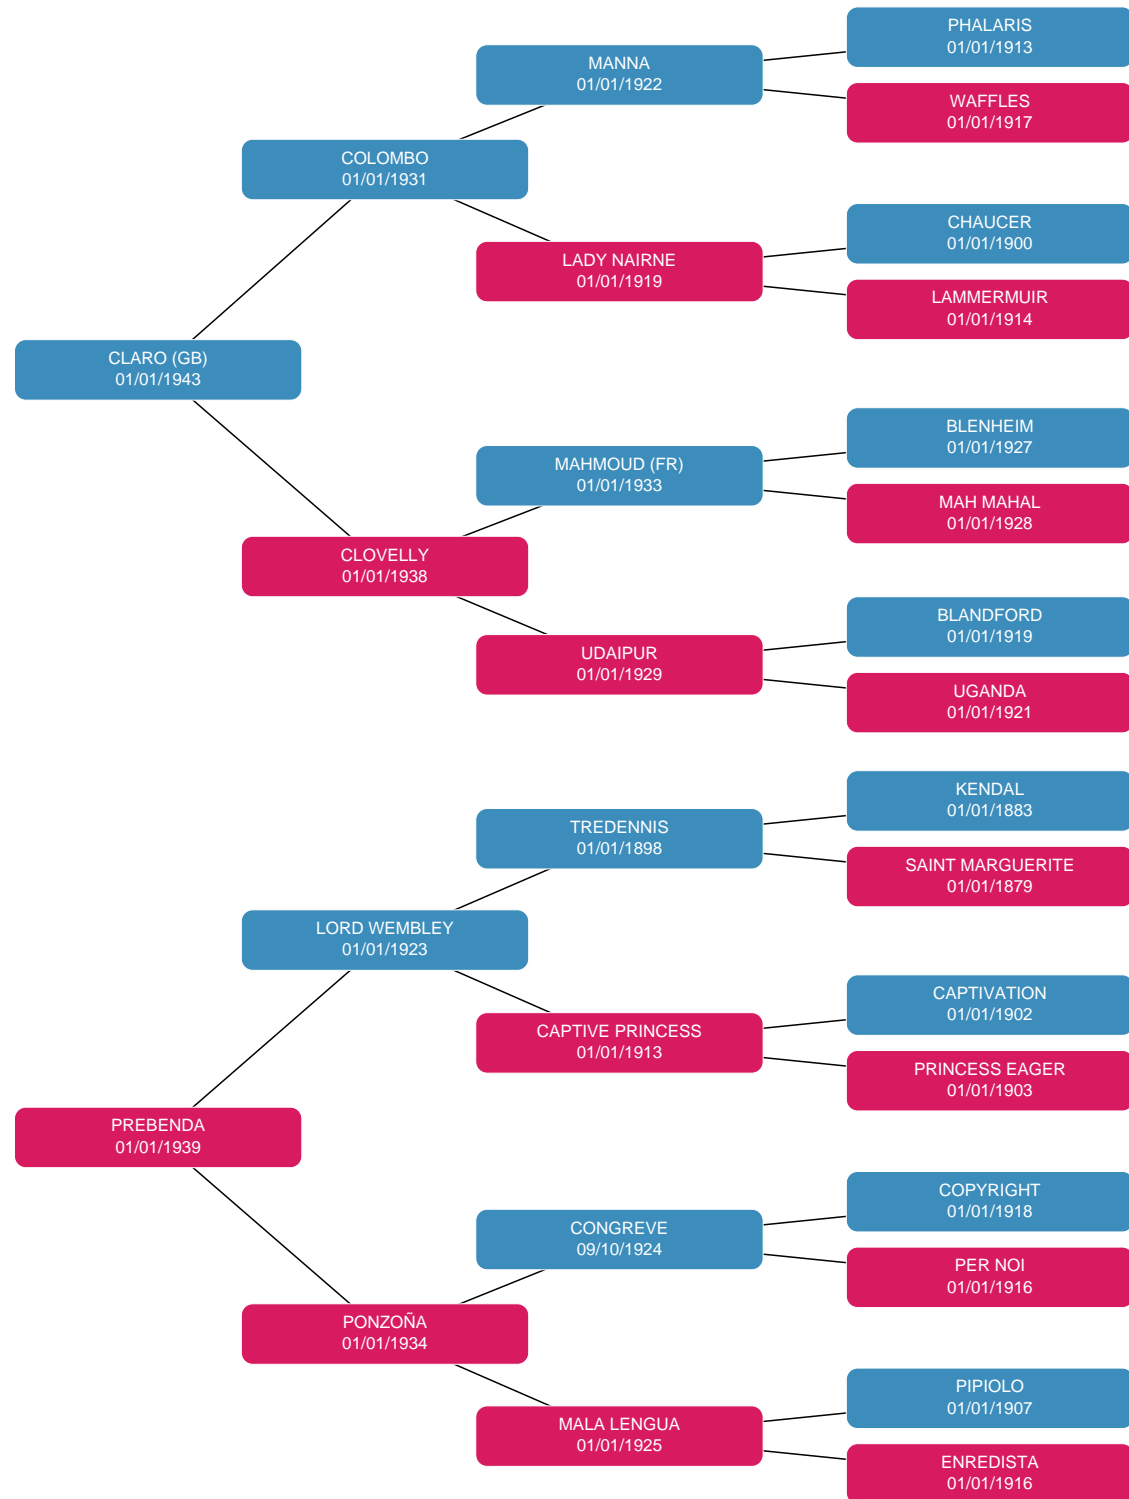 PHALARIS
01/01/1913
MANNA
01/01/1922
WAFFLES
01/01/1917
COLOMBO
01/01/1931
CHAUCER
01/01/1900
LADY NAIRNE
01/01/1919
LAMMERMUIR
01/01/1914
CLARO (GB)
01/01/1943
BLENHEIM
01/01/1927
MAHMOUD (FR)
01/01/1933
MAH MAHAL
01/01/1928
CLOVELLY
01/01/1938
BLANDFORD
01/01/1919
UDAIPUR
01/01/1929
UGANDA
01/01/1921
KENDAL
01/01/1883
TREDENNIS
01/01/1898
SAINT MARGUERITE
01/01/1879
LORD WEMBLEY
01/01/1923
CAPTIVATION
01/01/1902
CAPTIVE PRINCESS
01/01/1913
PRINCESS EAGER
01/01/1903
PREBENDA
01/01/1939
COPYRIGHT
01/01/1918
CONGREVE
09/10/1924
PER NOI
01/01/1916
PONZOÑA
01/01/1934
PIPIOLO
01/01/1907
MALA LENGUA
01/01/1925
ENREDISTA
01/01/1916